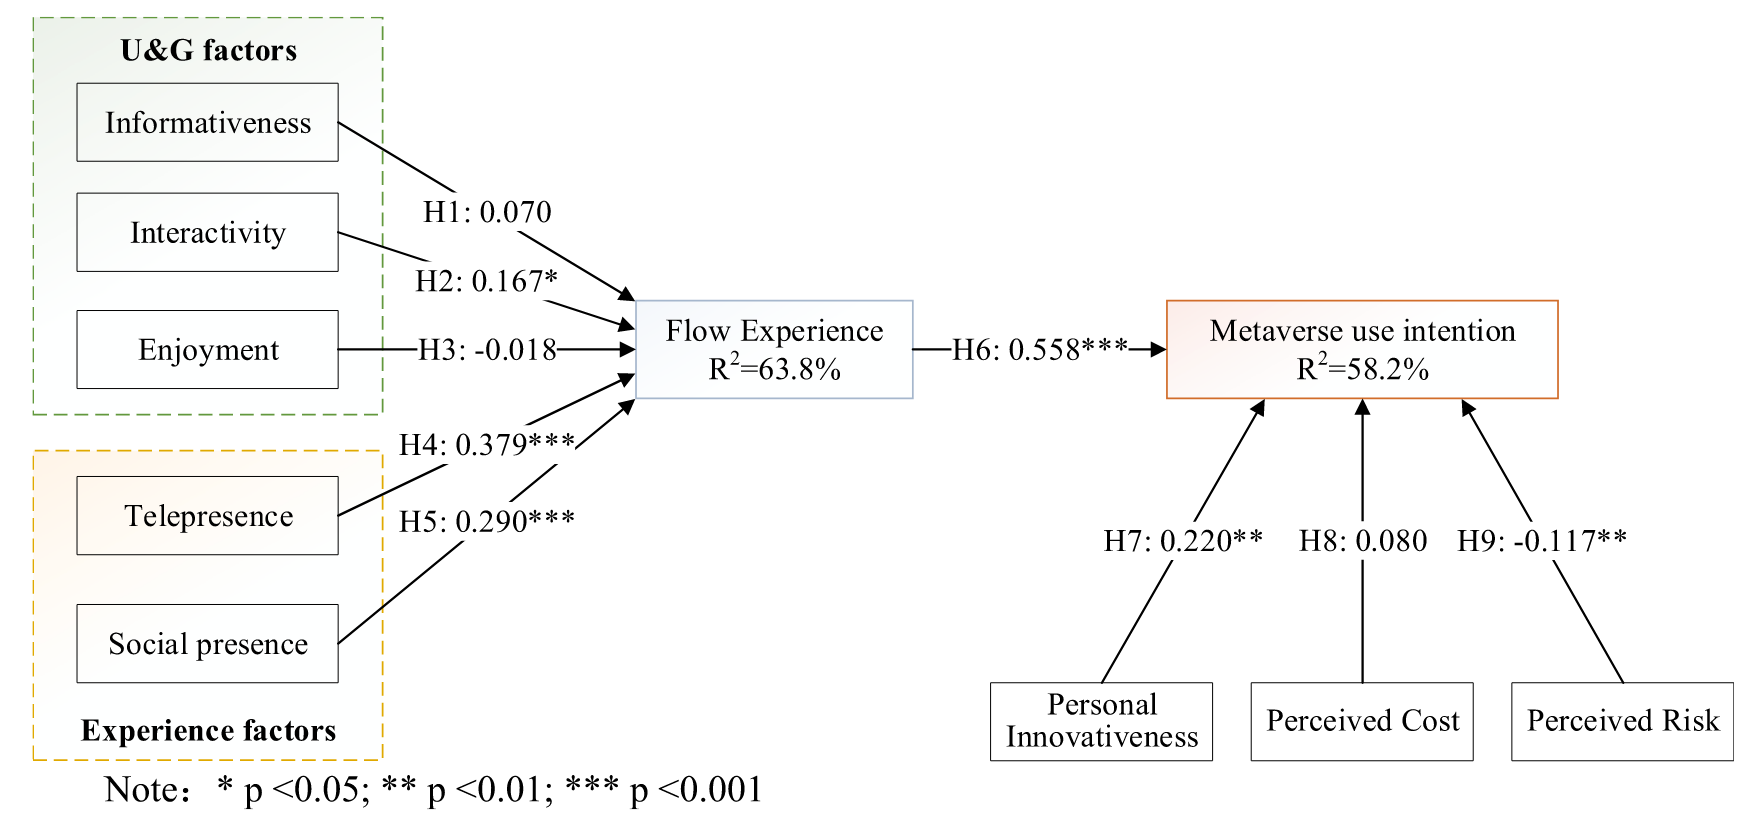 U&G factors
Informativeness
Interactivity
Enjoyment
Telepresence
Social presence
Experience factors
H1: 0.070
H2: 0.167*
H3: -0.018
H4: 0.379***
H5: 0.290***
Flow Experience
R²=63.8%
H6: 0.558***
Metaverse use intention
R²=58.2%
H7: 0.220**
H8: 0.080
H9: -0.117**
Personal
Innovativeness
Perceived Cost
Perceived Risk
Note： * p <0.05; ** p <0.01; *** p <0.001